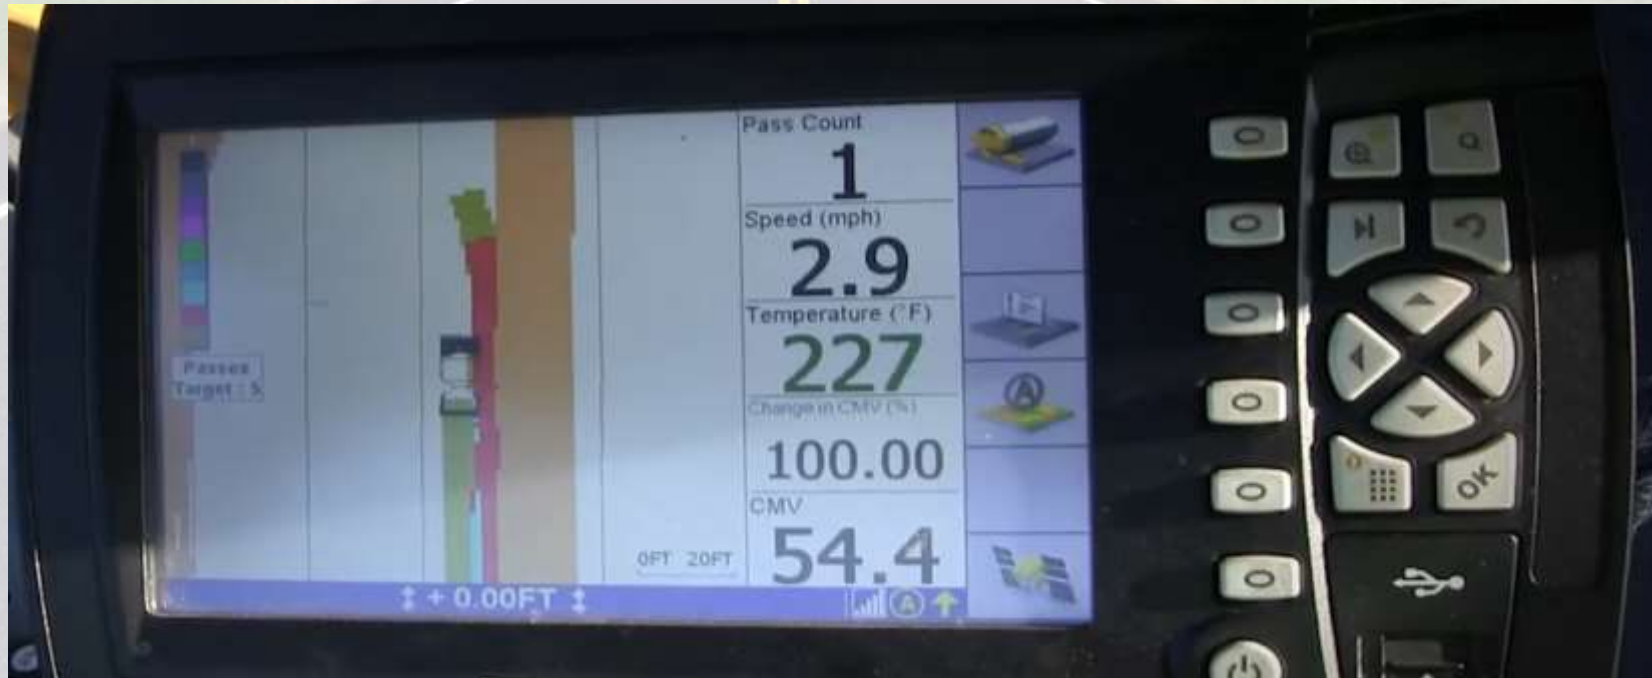 Pass Count
1
Speed (mph)
2.9
Temperature (°F)
227
Change in CMV (%)
100.00
CMV
54.4
Passes
Target : 5
0FT 20FT
+ 0.00FT
A
A
OK